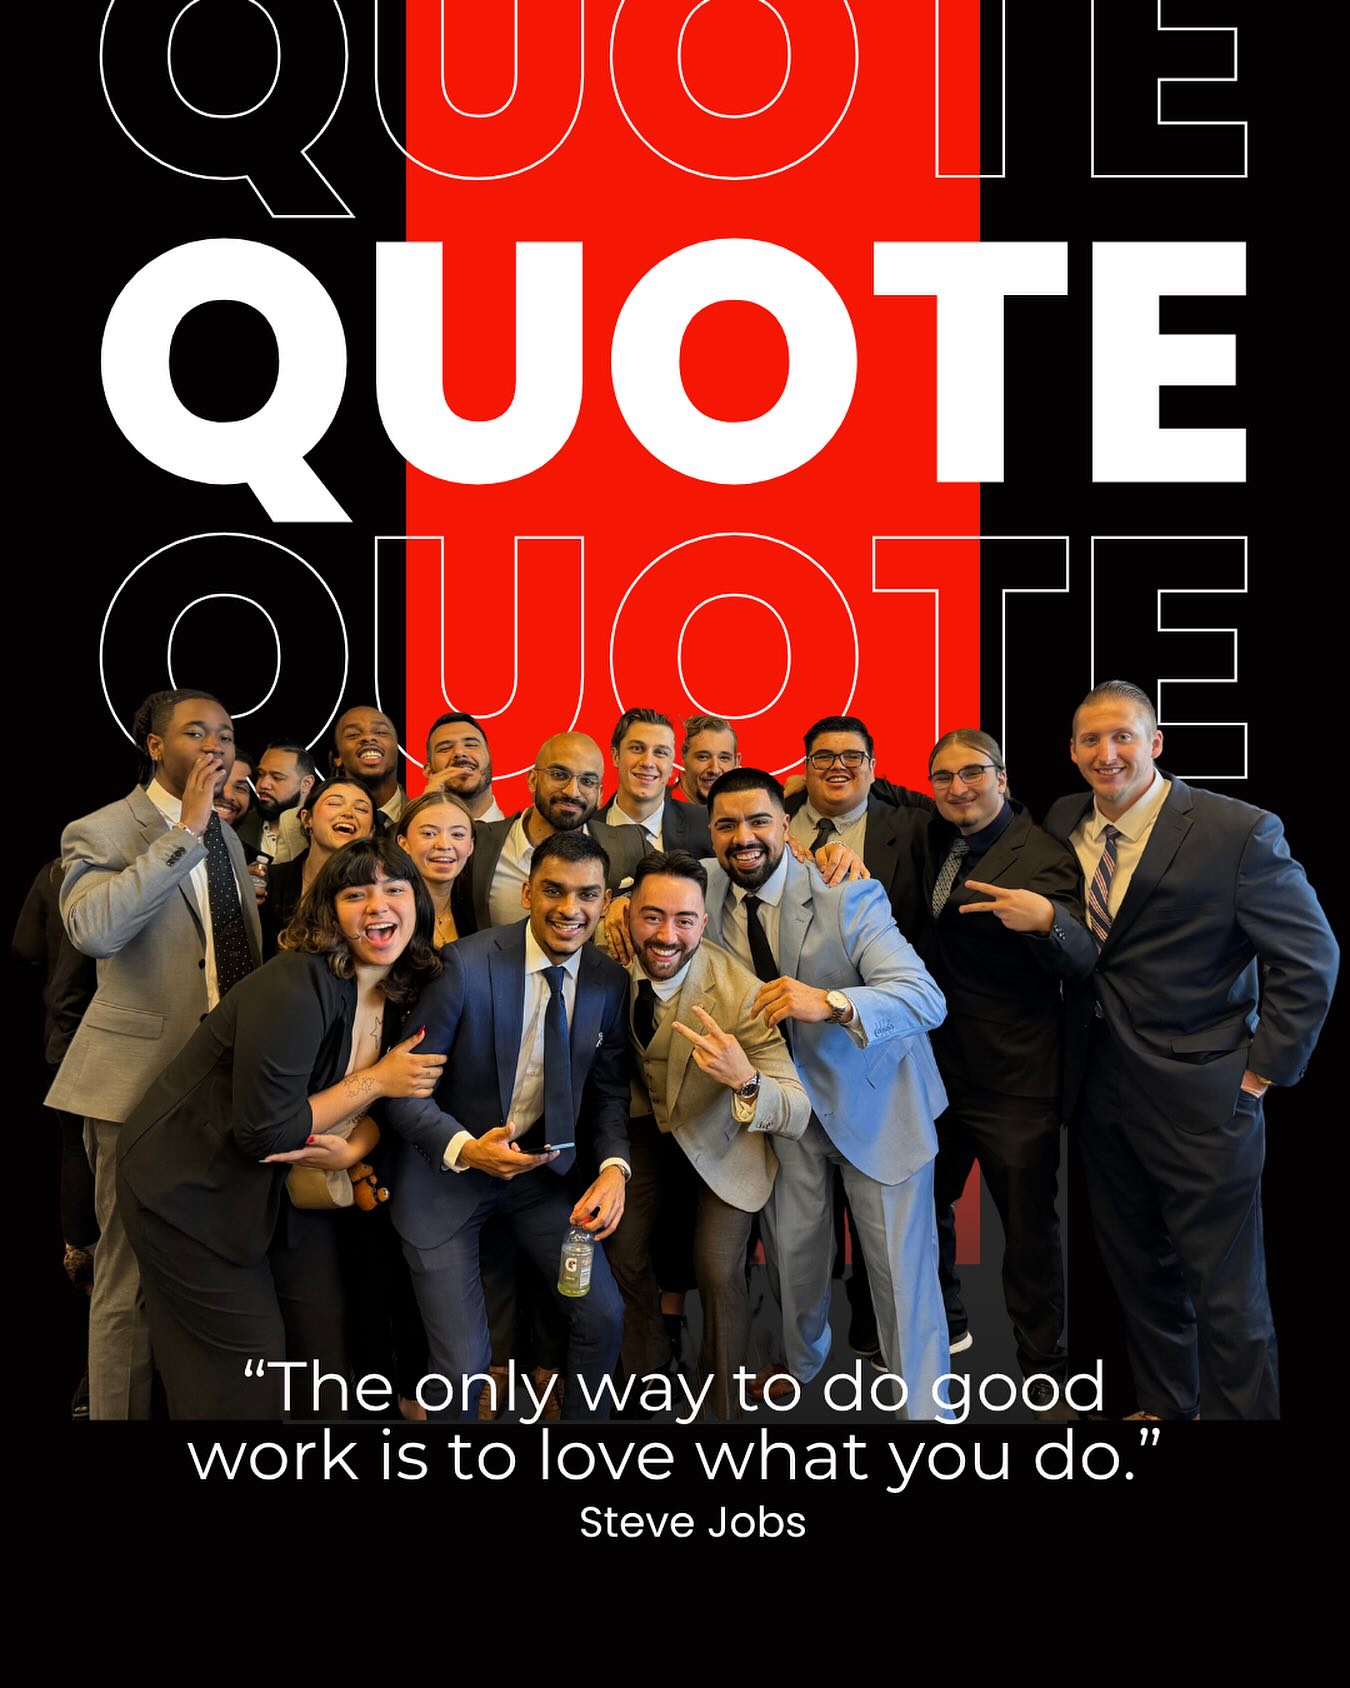 QUOTE
QUOTE
QUOTE
G
“The only way to do good
work is to love what you do.”
Steve Jobs